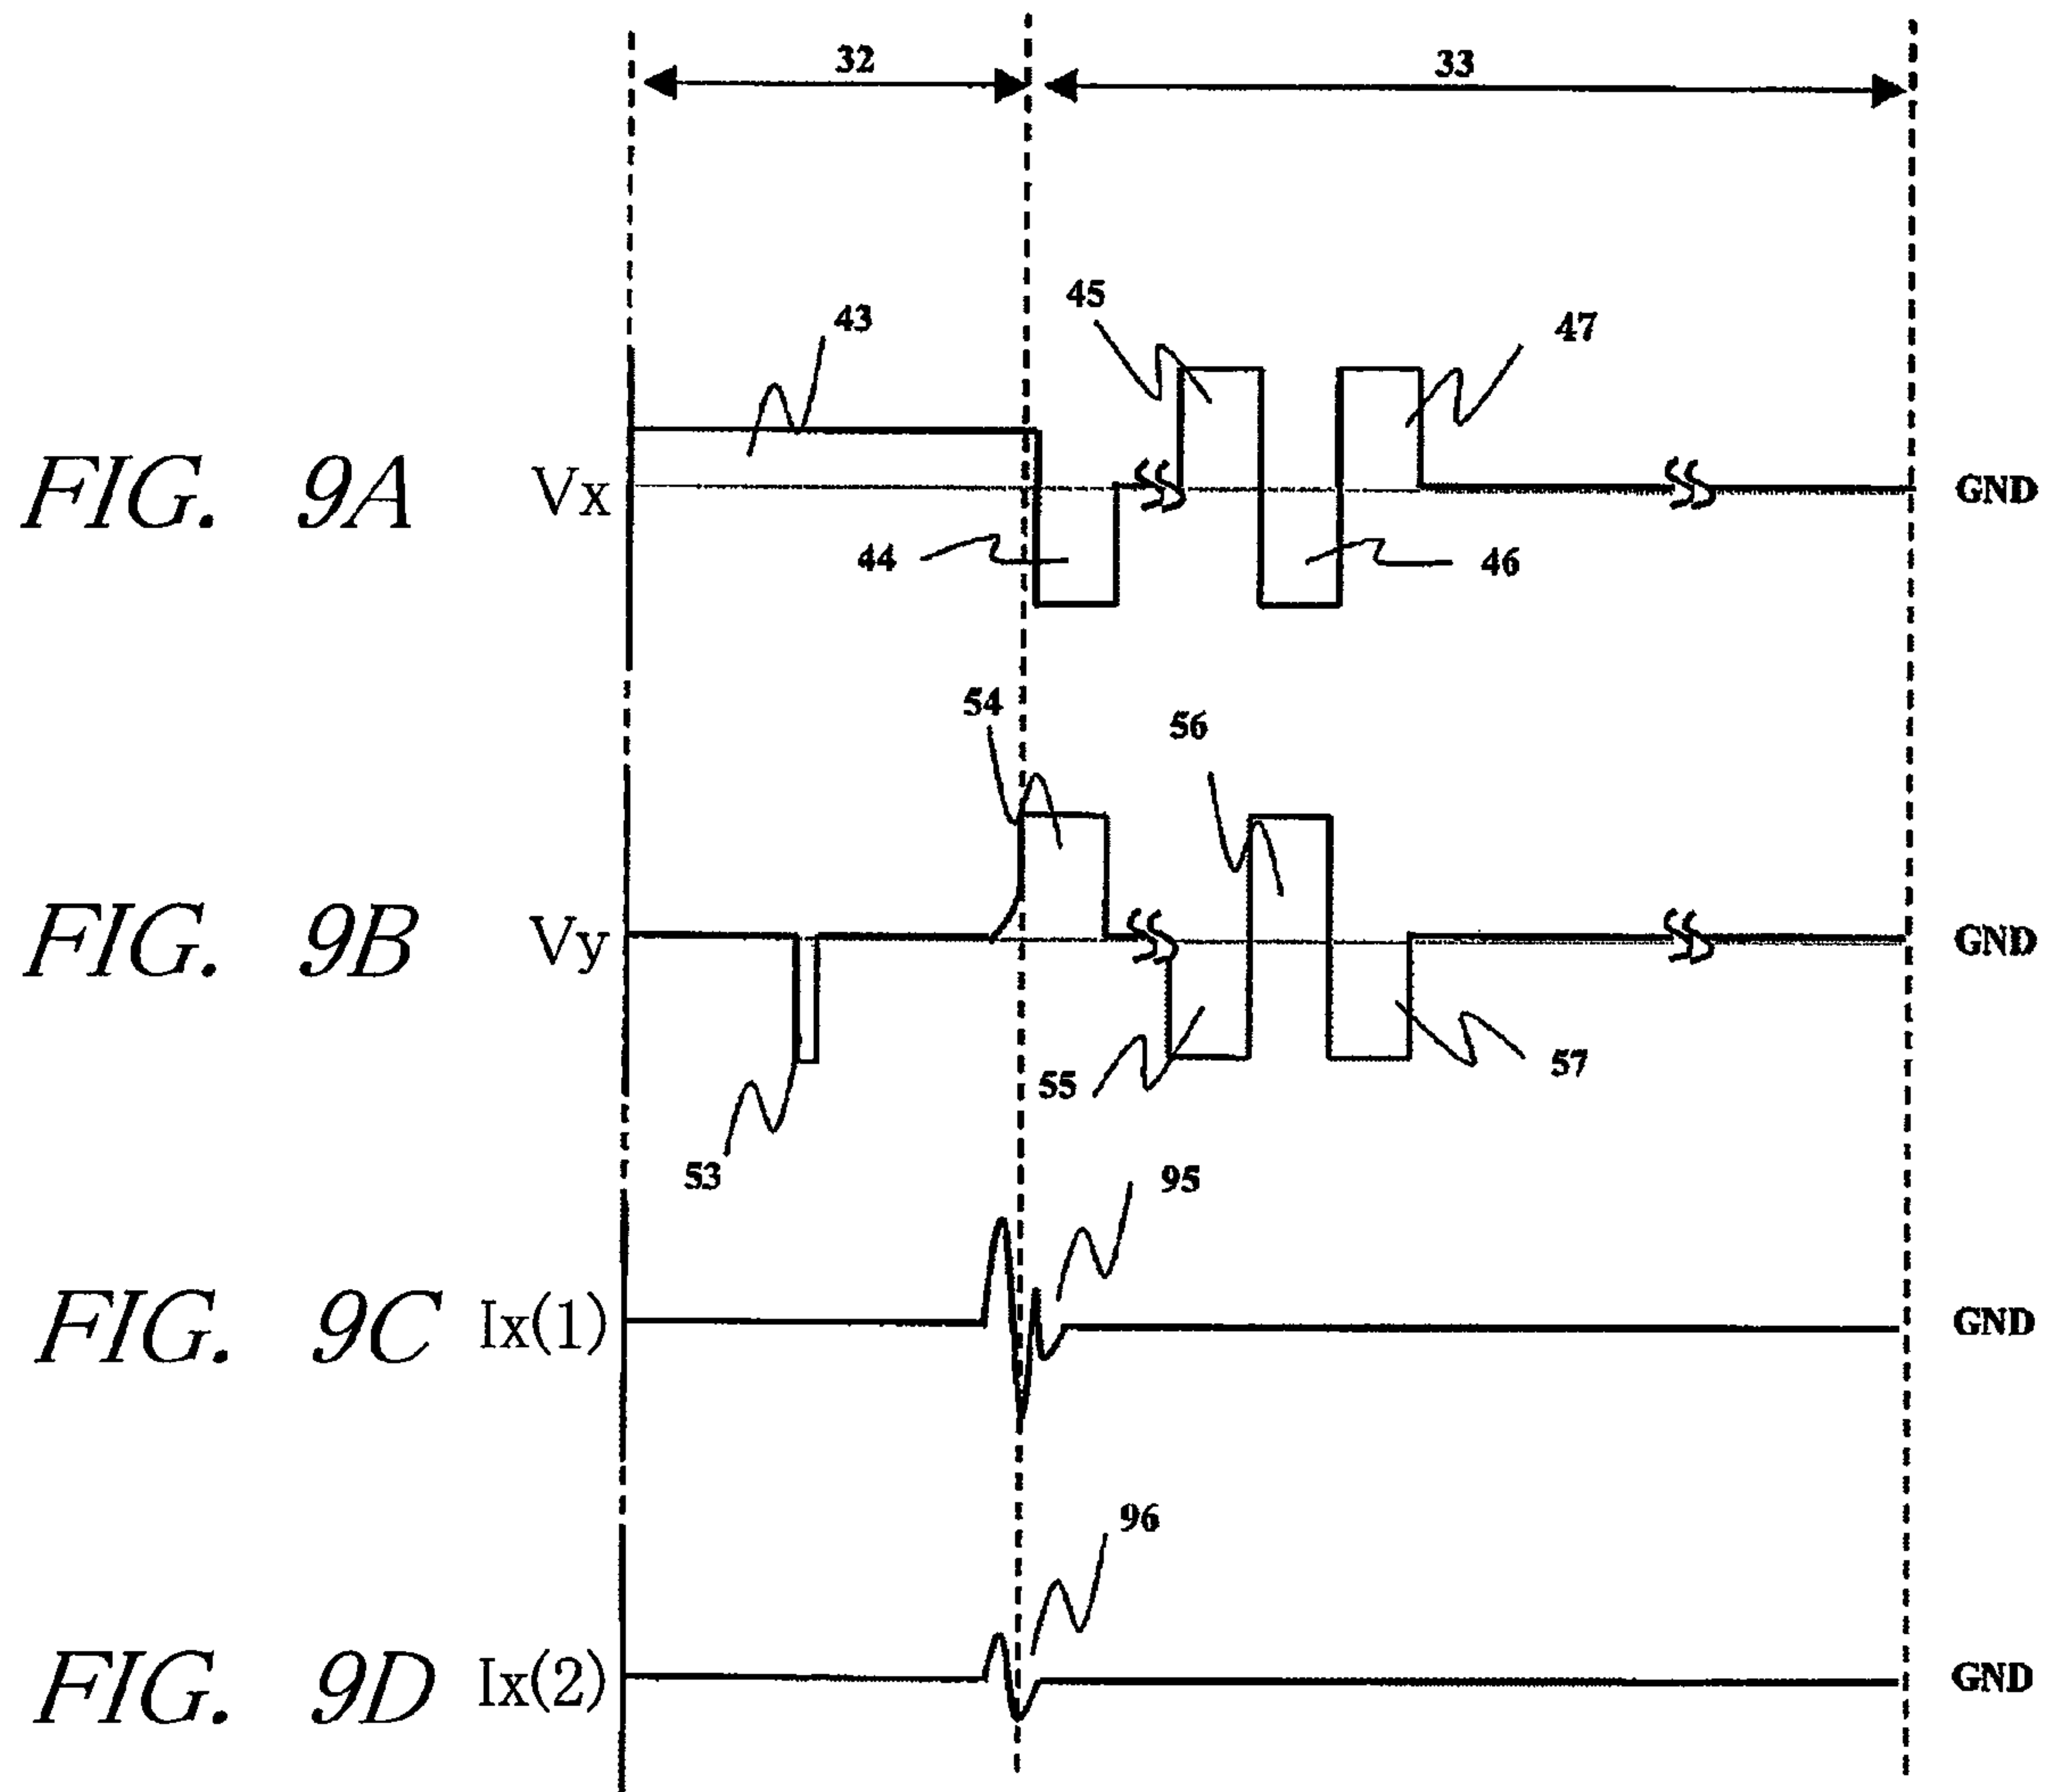 32
33
45
47
43
FIG. 9A
Vx
GND
44
46
54
56
FIG. 9B
Vy
GND
55
57
53
95
FIG. 9C
Ix(1)
GND
96
FIG. 9D
Ix(2)
GND